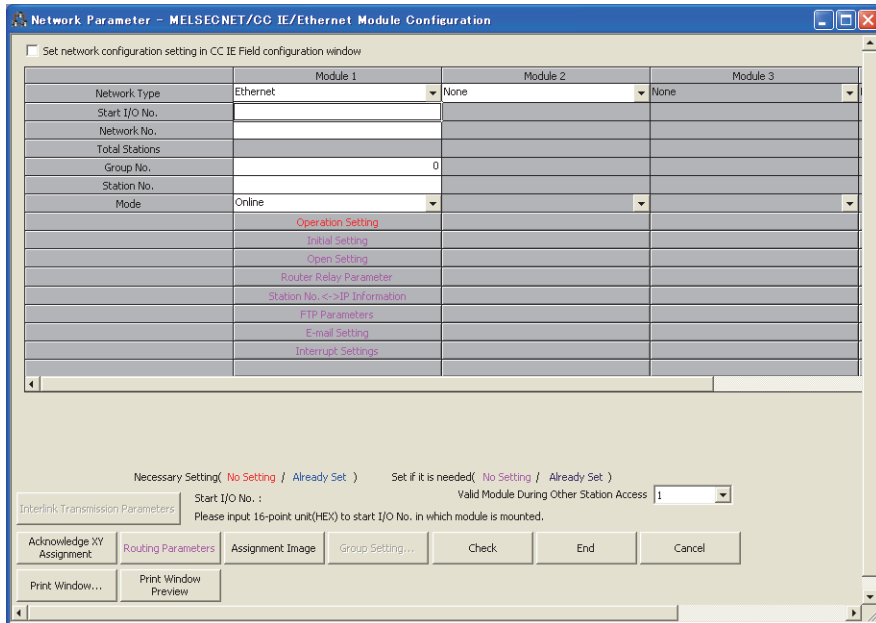 Network Parameter - MELSECNET/CC IE/Ethernet Module Configuration
Set network configuration setting in CC IE Field configuration window
Module 1 Module 2 Module 3
Network Type Ethernet None None
Start I/O No.
Network No.
Total Stations
Group No. 0
Station No.
Mode Online
Operation Setting
Initial Setting
Open Setting
Router Relay Parameter
Station No.<->IP Information
FTP Parameters
E-mail Setting
Interrupt Settings
Necessary Setting( No Setting / Already Set ) Set if it is needed( No Setting / Already Set )
Interlink Transmission Parameters
Start I/O No. :
Valid Module During Other Station Access 1
Please input 16-point unit(HEX) to start I/O No. in which module is mounted.
Acknowledge XY
Assignment
Routing Parameters Assignment Image Group Setting... Check End Cancel
Print Window...
Print Window
Preview